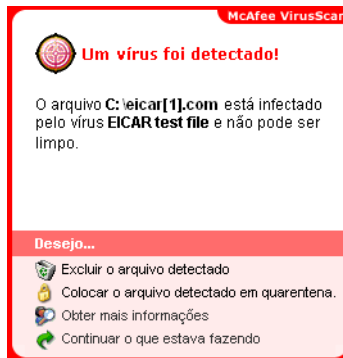 McAfee VirusScan
Um vírus foi detectado!
O arquivo C:\eicar[1].com está infectado
pelo vírus EICAR test file e não pode ser
limpo.
Desejo...
Excluir o arquivo detectado
Colocar o arquivo detectado em quarentena.
Obter mais informações
Continuar o que estava fazendo